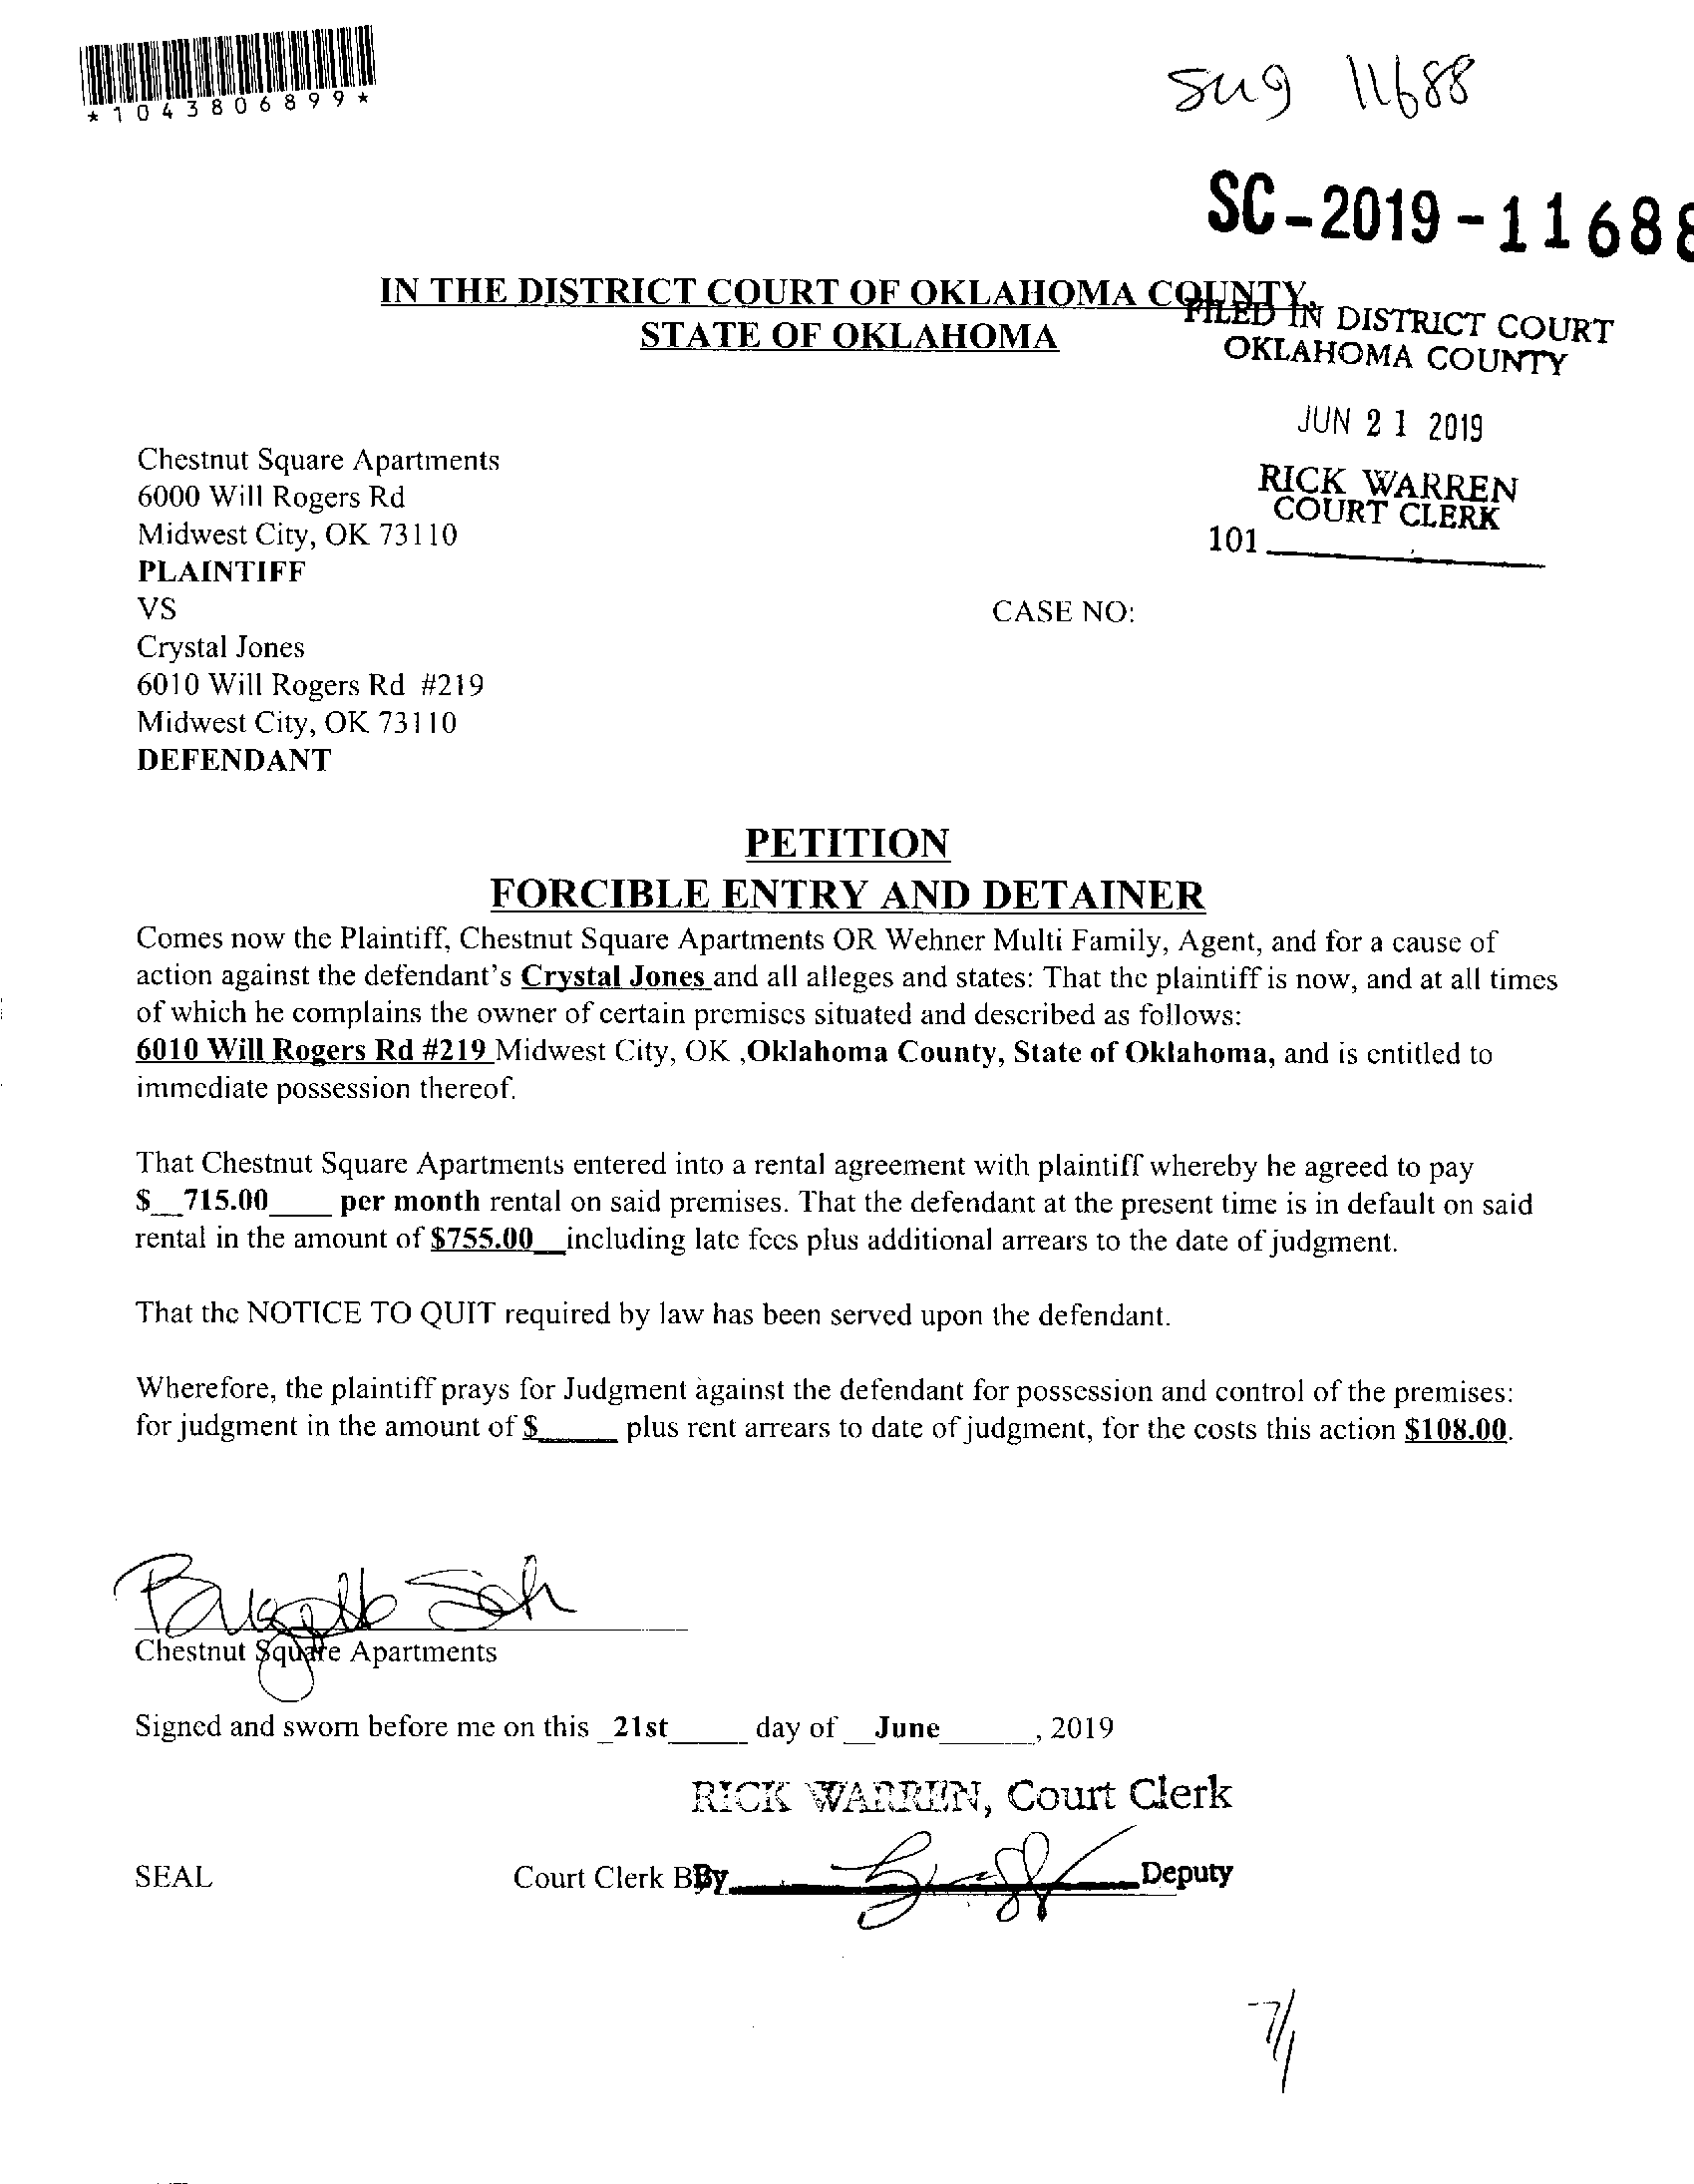 *1043806899*
SC-2019-11688
IN THE DISTRICT COURT OF OKLAHOMA COUNTY,
STATE OF OKLAHOMA
FILED IN DISTRICT COURT
OKLAHOMA COUNTY
JUN 21 2019
RICK WARREN
COURT CLERK
101
Chestnut Square Apartments
6000 Will Rogers Rd
Midwest City, OK 73110
PLAINTIFF
VS
CASE NO:
Crystal Jones
6010 Will Rogers Rd #219
Midwest City, OK 73110
DEFENDANT
PETITION
FORCIBLE ENTRY AND DETAINER
Comes now the Plaintiff, Chestnut Square Apartments OR Wehner Multi Family, Agent, and for a cause of
action against the defendant's Crystal Jones and all alleges and states: That the plaintiff is now, and at all times
of which he complains the owner of certain premises situated and described as follows:
6010 Will Rogers Rd #219 Midwest City, OK ,Oklahoma County, State of Oklahoma, and is entitled to
immediate possession thereof.
That Chestnut Square Apartments entered into a rental agreement with plaintiff whereby he agreed to pay
$__715.00____ per month rental on said premises. That the defendant at the present time is in default on said
rental in the amount of $755.00__including late fees plus additional arrears to the date of judgment.
That the NOTICE TO QUIT required by law has been served upon the defendant.
Wherefore, the plaintiff prays for Judgment against the defendant for possession and control of the premises:
for judgment in the amount of $_____ plus rent arrears to date of judgment, for the costs this action $108.00.
Chestnut Square Apartments
Signed and sworn before me on this _21st_____ day of __June______, 2019
RICK WARREN, Court Clerk
SEAL Court Clerk By By Deputy
7/1